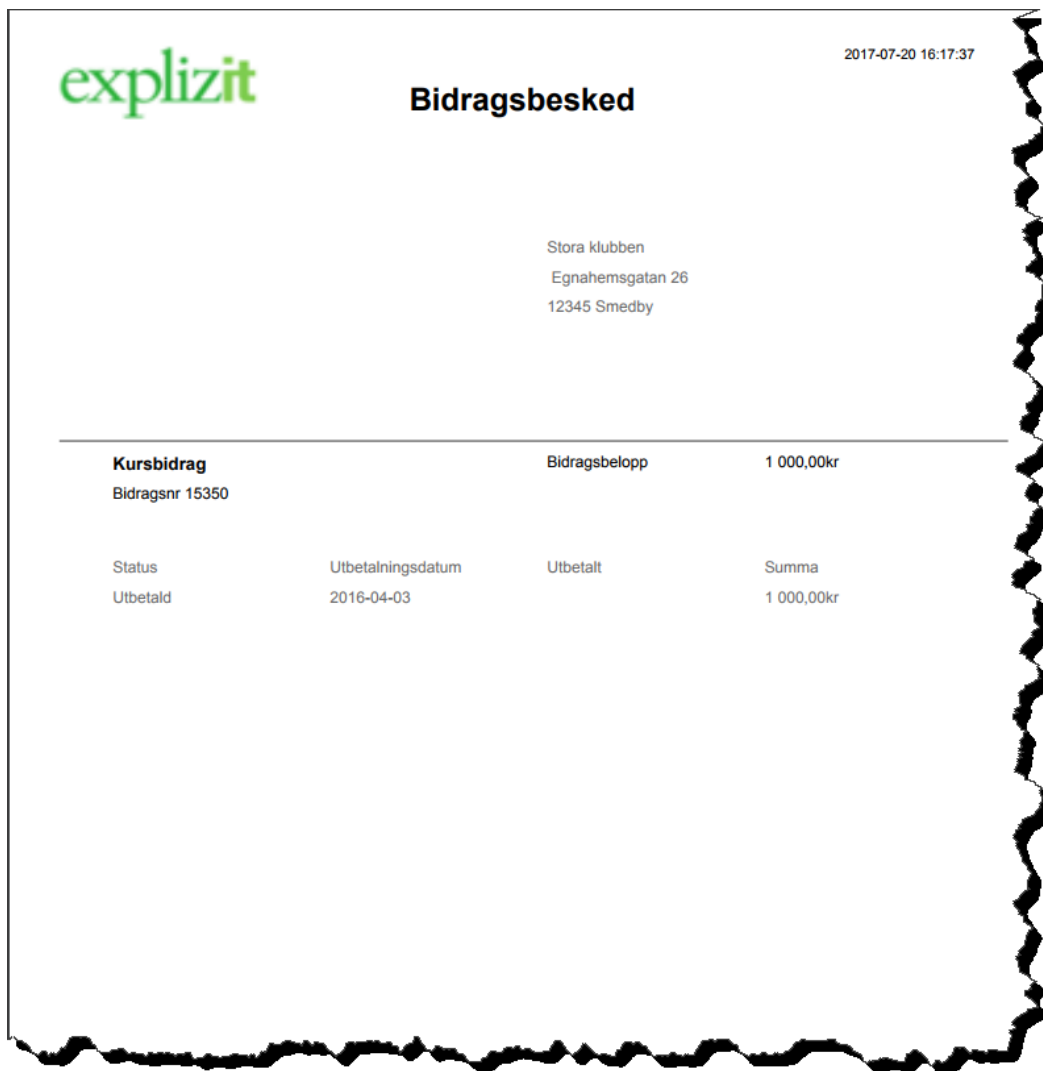 explizit
2017-07-20 16:17:37
Bidragsbesked
Stora klubben
Egnahemsgatan 26
12345 Smedby
Kursbidrag Bidragsbelopp 1 000,00kr
Bidragsnr 15350
Status Utbetalningsdatum Utbetalt Summa
Utbetald 2016-04-03 1 000,00kr